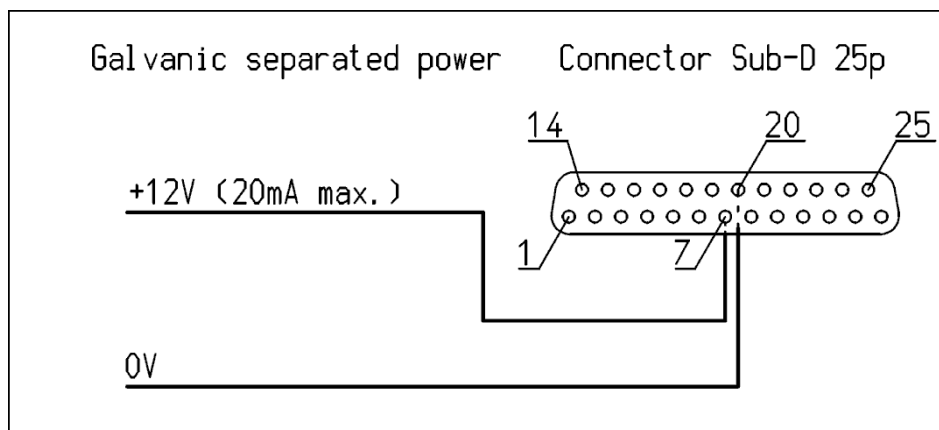 Galvanic separated power
Connector Sub-D 25p
14
20
25
+12V (20mA max.)
1
7
0V